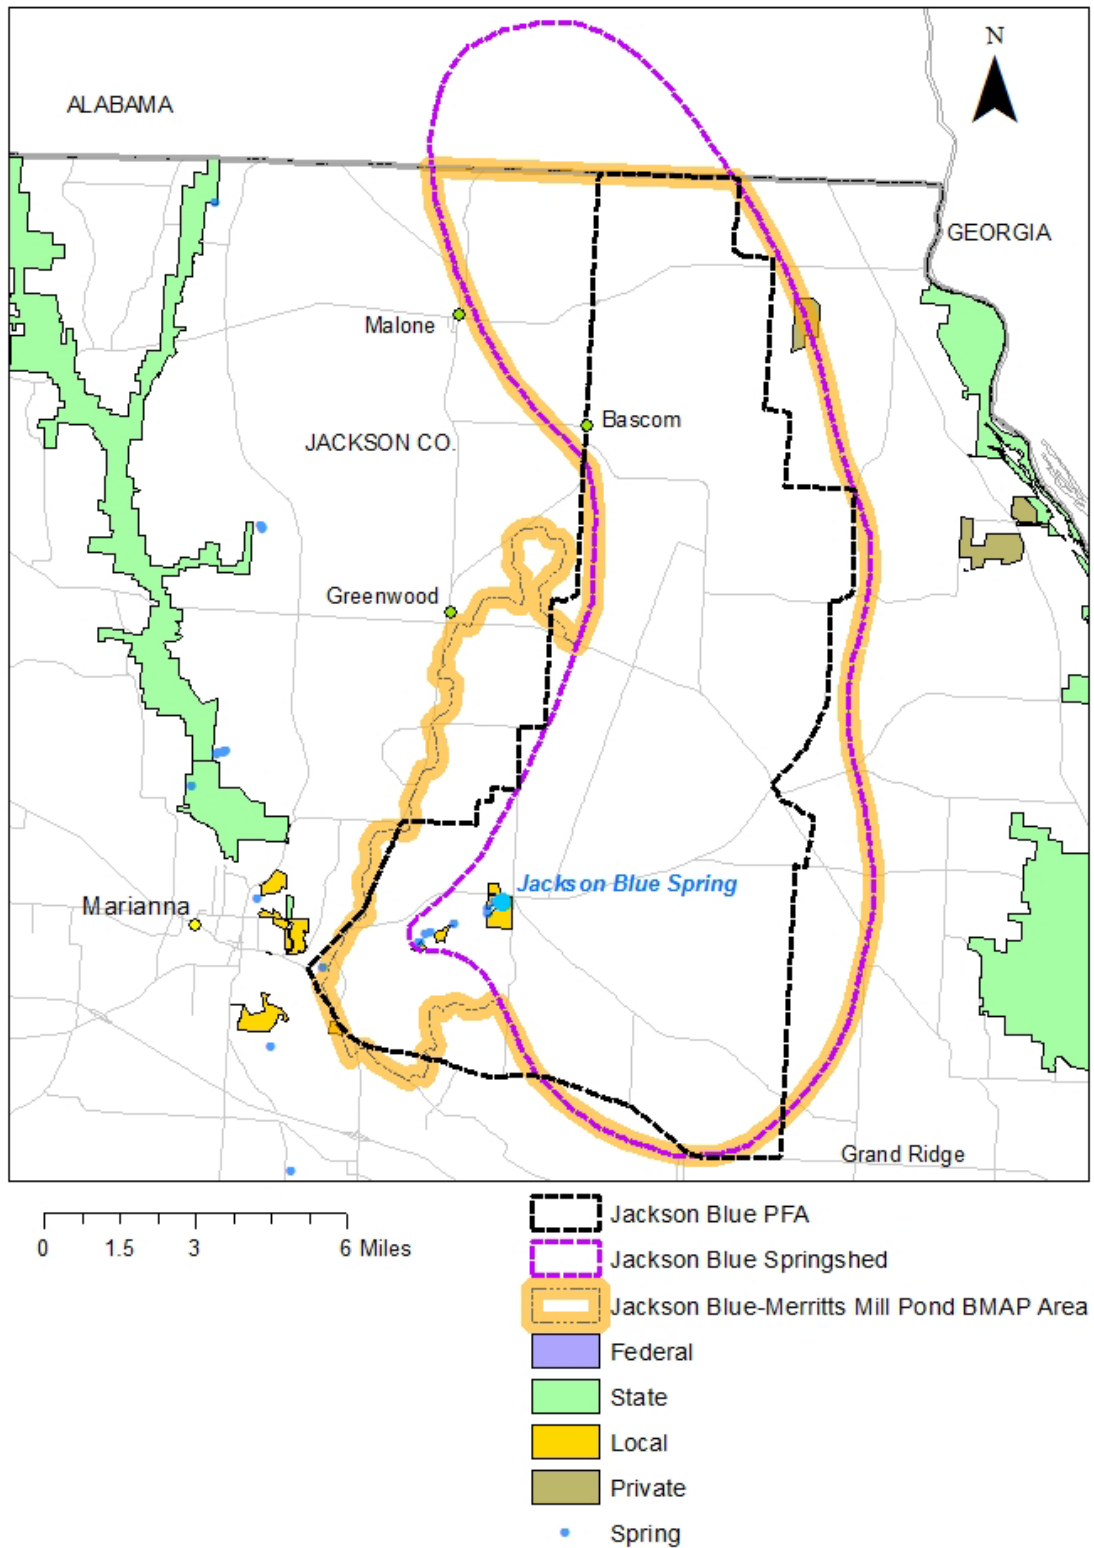 N
ALABAMA
GEORGIA
Malone
Bascom
JACKSON CO.
Greenwood
Jackson Blue Spring
Marianna
Grand Ridge
0 1.5 3 6 Miles
Jackson Blue PFA
Jackson Blue Springshed
Jackson Blue-Merritts Mill Pond BMAP Area
Federal
State
Local
Private
Spring